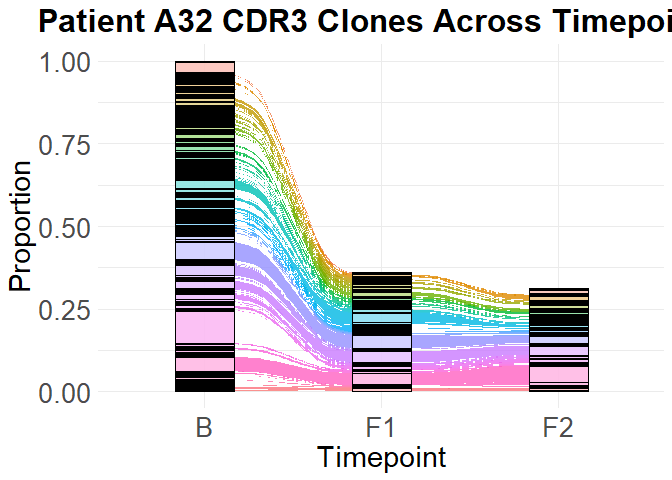 Patient A32 CDR3 Clones Across Timepoi
1.00
0.75
0.50
0.25
0.00
Proportion
B F1 F2
Timepoint